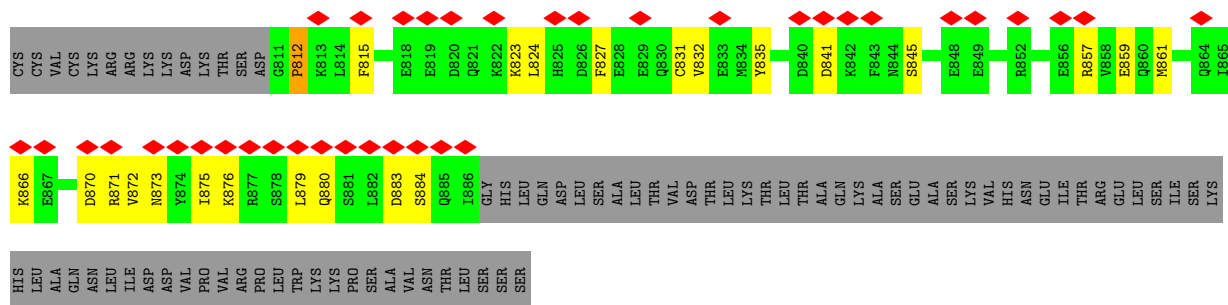 CYS CYS VAL CYS LYS ARG ARG LYS LYS ASP LYS THR SER ASP G811 P812 K813 L814 F815 E818 E819 D820 Q821 K822 K823 L824 H825 D826 F827 E828 E829 Q830 C831 V832 E833 M834 Y835 D840 D841 K842 F843 N844 S845 E848 E849 R852 E856 R857 V858 E859 Q860 M861 Q864 I865
K866 E867 D870 R871 V872 N873 Y874 I875 K876 R877 S878 L879 Q880 S881 L882 D883 S884 Q885 I886 GLY HIS LEU GLN ASP LEU SER ALA LEU THR VAL ASP THR LEU LYS THR LEU THR ALA GLN LYS ALA SER GLU ALA SER LYS VAL HIS ASN GLU ILE THR ARG GLU LEU SER ILE SER LYS
HIS LEU ALA GLN ASN LEU ILE ASP ASP VAL PRO VAL ARG PRO LEU TRP LYS LYS PRO SER ALA VAL ASN THR LEU SER SER SER